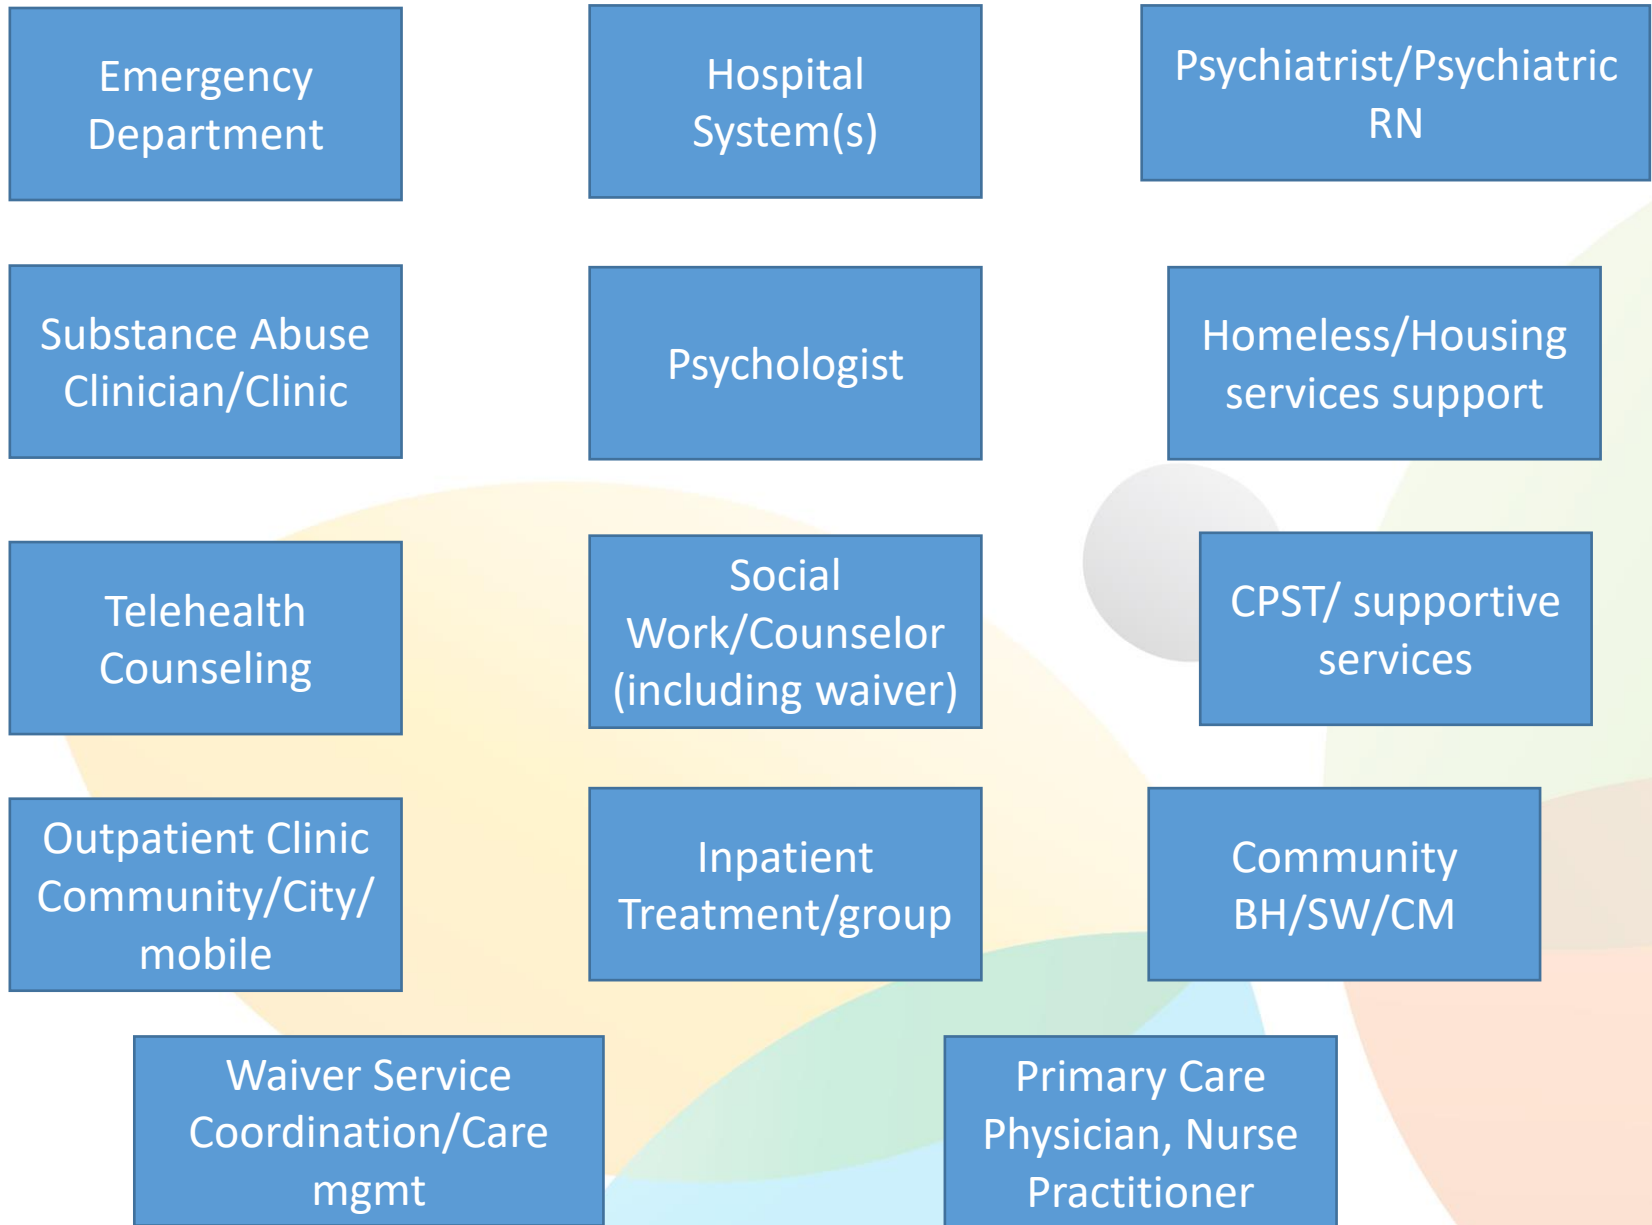 Emergency
Department
Hospital
System(s)
Psychiatrist/Psychiatric
RN
Substance Abuse
Clinician/Clinic
Psychologist
Homeless/Housing
services support
Telehealth
Counseling
Social
Work/Counselor
(including waiver)
CPST/ supportive
services
Outpatient Clinic
Community/City/
mobile
Inpatient
Treatment/group
Community
BH/SW/CM
Waiver Service
Coordination/Care
mgmt
Primary Care
Physician, Nurse
Practitioner